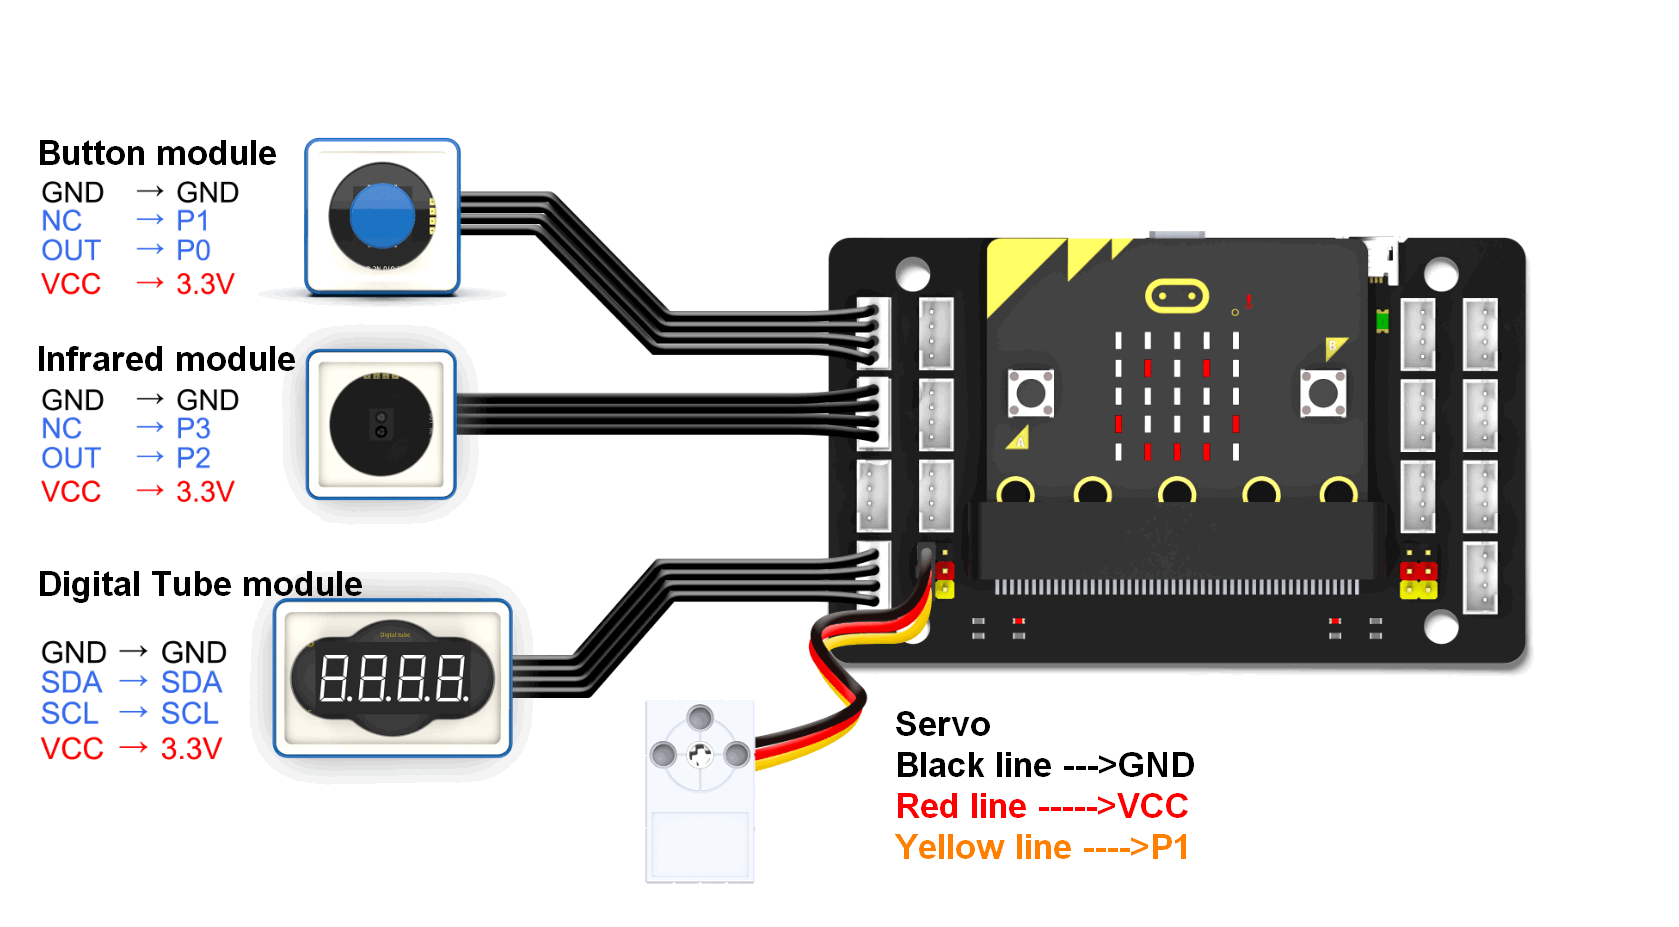 Button module
GND → GND
NC → P1
OUT → P0
VCC → 3.3V
Infrared module
GND → GND
NC → P3
OUT → P2
VCC → 3.3V
Digital Tube module
GND → GND
SDA → SDA
SCL → SCL
VCC → 3.3V
Digital tube
8.8.8.8.
A
B
Servo
Black line --->GND
Red line ----->VCC
Yellow line ---->P1